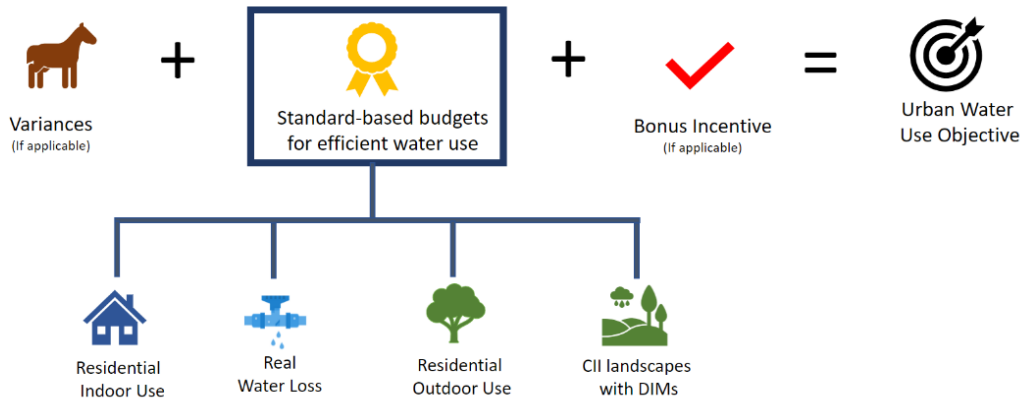 +
+
=
Variances
(If applicable)
Standard-based budgets
for efficient water use
Bonus Incentive
(If applicable)
Urban Water
Use Objective
Residential
Indoor Use
Real
Water Loss
Residential
Outdoor Use
CII landscapes
with DIMs